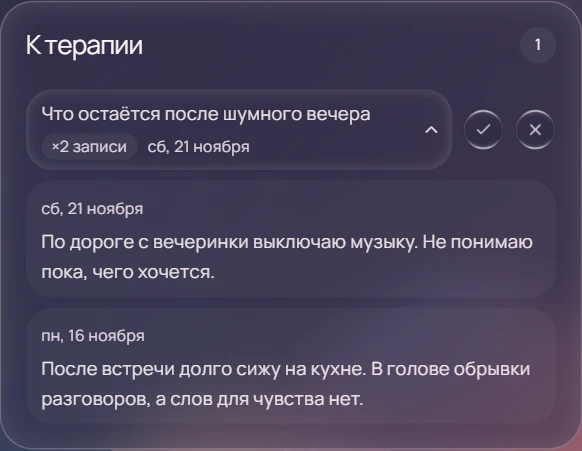 К терапии
1
Что остаётся после шумного вечера
×2 записи сб, 21 ноября
сб, 21 ноября
По дороге с вечеринки выключаю музыку. Не понимаю
пока, чего хочется.
пн, 16 ноября
После встречи долго сижу на кухне. В голове обрывки
разговоров, а слов для чувства нет.